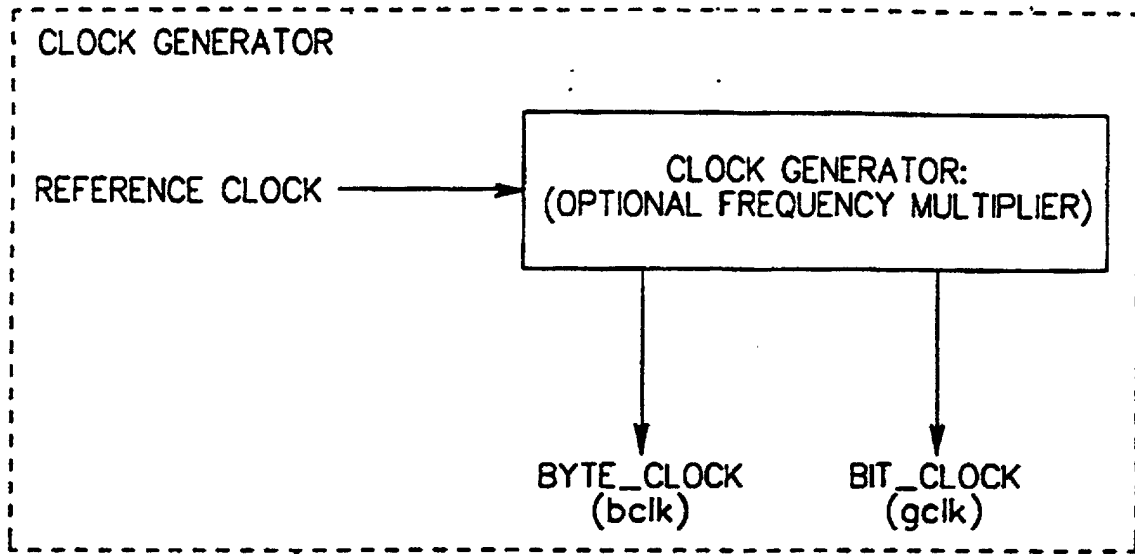 CLOCK GENERATOR
REFERENCE CLOCK
CLOCK GENERATOR:
(OPTIONAL FREQUENCY MULTIPLIER)
BYTE_CLOCK
(bclk)
BIT_CLOCK
(gclk)